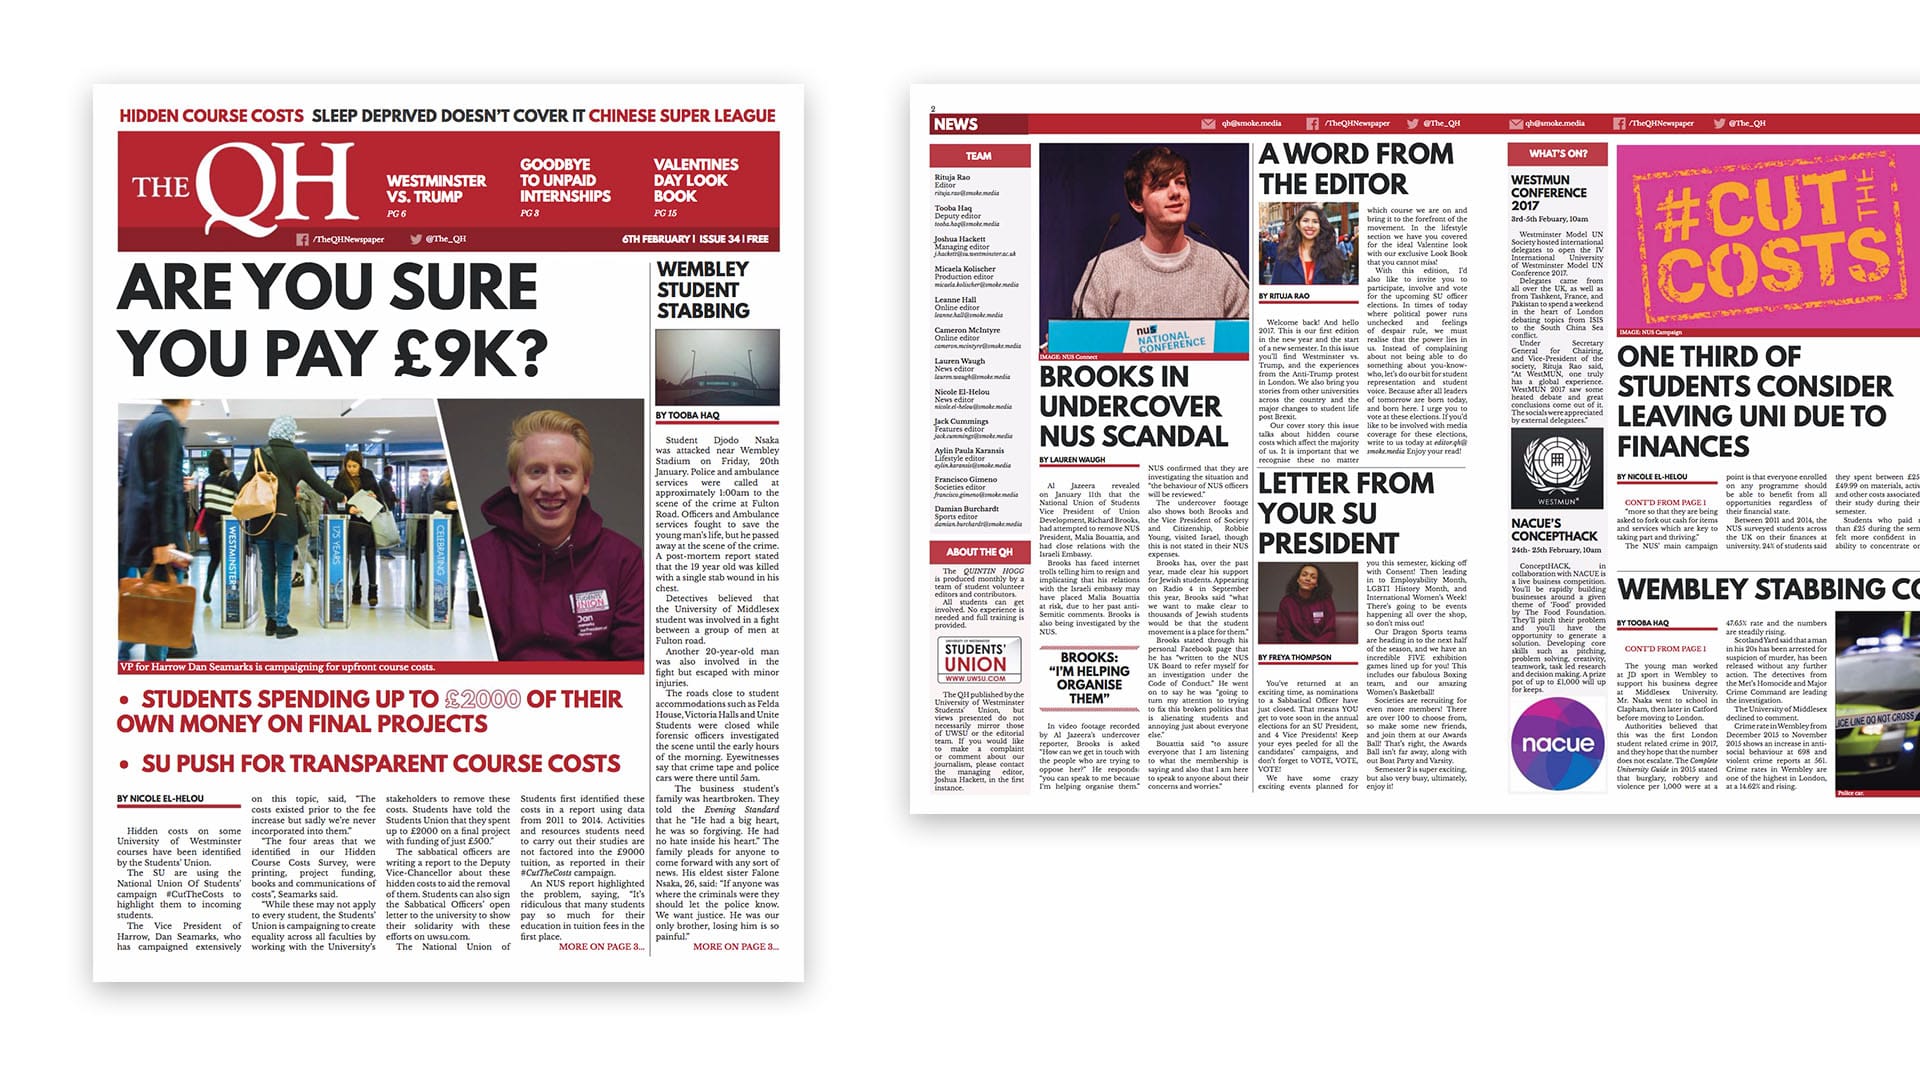 HIDDEN COURSE COSTS SLEEP DEPRIVED DOESN'T COVER IT CHINESE SUPER LEAGUE
THE QH
WESTMINSTER
VS. TRUMP
PG 6
GOODBYE
TO UNPAID
INTERNSHIPS
PG 8
VALENTINES
DAY LOOK
BOOK
PG 15
/TheQHNewspaper @The_QH
6TH FEBRUARY | ISSUE 34 | FREE
ARE YOU SURE
YOU PAY £9K?
WESTMINSTER
175 YEARS
CELEBRATING
STUDENTS'
UNION
Dan
VP for Harrow Dan Seamarks is campaigning for upfront course costs.
• STUDENTS SPENDING UP TO £2000 OF THEIR
OWN MONEY ON FINAL PROJECTS
• SU PUSH FOR TRANSPARENT COURSE COSTS
BY NICOLE EL-HELOU
Hidden costs on some
University of Westminster
courses have been identified
by the Students' Union.
The SU are using the
National Union Of Students'
campaign #CutTheCosts to
highlight them to incoming
students.
The Vice President of
Harrow, Dan Seamarks, who
has campaigned extensively
on this topic, said, "The
costs existed prior to the fee
increase but sadly we're never
incorporated into them."
"The four areas that we
identified in our Hidden
Course Costs Survey, were
printing, project funding,
books and communications of
costs", Seamarks said.
"While these may not apply
to every student, the Students'
Union is campaigning to create
equality across all faculties by
working with the University's
stakeholders to remove these
costs. Students have told the
Students Union that they spent
up to £2000 on a final project
with funding of just £500."
The sabbatical officers are
writing a report to the Deputy
Vice-Chancellor about these
hidden costs to aid the removal
of them. Students can also sign
the Sabbatical Officers' open
letter to the university to show
their solidarity with these
efforts on uwsu.com.
The National Union of
Students first identified these
costs in a report using data
from 2011 to 2014. Activities
and resources students need
to carry out their studies are
not factored into the £9000
tuition, as reported in their
#CutTheCosts campaign.
An NUS report highlighted
the problem, saying, "It's
ridiculous that many students
pay so much for their
education in tuition fees in the
first place.
MORE ON PAGE 3...
WEMBLEY
STUDENT
STABBING
BY TOOBA HAQ
Student Djodo Nsaka
was attacked near Wembley
Stadium on Friday, 20th
January. Police and ambulance
services were called at
approximately 1:00am to the
scene of the crime at Fulton
Road. Officers and Ambulance
services fought to save the
young man's life, but he passed
away at the scene of the crime.
A post-mortem report stated
that the 19 year old was killed
with a single stab wound in his
chest.
Detectives believed that
the University of Middlesex
student was involved in a fight
between a group of men at
Fulton road.
Another 20-year-old man
was also involved in the
fight but escaped with minor
injuries.
The roads close to student
accommodations such as Felda
House, Victoria Halls and Unite
Students were closed while
forensic officers investigated
the scene until the early hours
of the morning. Eyewitnesses
say that crime tape and police
cars were there until 5am.
The business student's
family was heartbroken. They
told the Evening Standard
that he "He had a big heart,
he was so forgiving. He had
no hate inside his heart." The
family pleads for anyone to
come forward with any sort of
news. His eldest sister Falone
Nsaka, 26, said: "If anyone was
where the criminals were they
should let the police know.
We want justice. He was our
only brother, losing him is so
painful."
MORE ON PAGE 3...
2
NEWS
qh@smoke.media /TheQHNewspaper @The_QH
qh@smoke.media /TheQHNewspaper @The_QH
TEAM
Rituja Rao
Editor
rituja.rao@smoke.media
Tooba Haq
Deputy editor
tooba.haq@smoke.media
Joshua Hackett
Managing editor
j.hackett@su.westminster.ac.uk
Micaela Kolischer
Production editor
micaela.kolischer@smoke.media
Leanne Hall
Online editor
leanne.hall@smoke.media
Cameron McIntyre
Online editor
cameron.mcintyre@smoke.media
Lauren Waugh
News editor
lauren.waugh@smoke.media
Nicole El-Helou
News editor
nicole.el-helou@smoke.media
Jack Cummings
Features editor
jack.cummings@smoke.media
Aylin Paula Karansis
Lifestyle editor
aylin.karansis@smoke.media
Francisco Gimeno
Societies editor
francisco.gimeno@smoke.media
Damian Burchardt
Sports editor
damian.burchardt@smoke.media
ABOUT THE QH
The QUINTIN HOGG
is produced monthly by a
team of student volunteer
editors and contributors.
All students can get
involved. No experience is
needed and full training is
provided.
UNIVERSITY OF WESTMINSTER
STUDENTS'
UNION
WWW.UWSU.COM
The QH published by the
University of Westminster
Students' Union, but
views presented do not
necessarily mirror those
of UWSU or the editorial
team. If you would like
to make a complaint
or comment about our
journalism, please contact
the managing editor,
Joshua Hackett, in the first
instance.
nus
NATIONAL
CONFERENCE
IMAGE: NUS Connect
BROOKS IN
UNDERCOVER
NUS SCANDAL
BY LAUREN WAUGH
Al Jazeera revealed
on January 11th that the
National Union of Students
Vice President of Union
Development, Richard Brooks,
had attempted to remove NUS
President, Malia Bouattia, and
had close relations with the
Israeli Embassy.
Brooks has faced internet
trolls telling him to resign and
implicating that his relations
with the Israeli embassy may
have placed Malia Bouattia
at risk, due to her past anti-
Semitic comments. Brooks is
also being investigated by the
NUS.
BROOKS:
"I'M HELPING
ORGANISE
THEM"
In video footage recorded
by Al Jazeera's undercover
reporter, Brooks is asked
"How can we get in touch with
the people who are trying to
oppose her?" He responds:
"you can speak to me because
I'm helping organise them."
NUS confirmed that they are
investigating the situation and
"the behaviour of NUS officers
will be reviewed."
The undercover footage
also shows both Brooks and
the Vice President of Society
and Citizenship, Robbie
Young, visited Israel, though
this is not stated in their NUS
expenses.
Brooks has, over the past
year, made clear his support
for Jewish students. Appearing
on Radio 4 in September
this year, Brooks said "what
we want to make clear to
thousands of Jewish students
would be that the student
movement is a place for them."
Brooks stated through his
personal Facebook page that
he has "written to the NUS
UK Board to refer myself for
an investigation under the
Code of Conduct." He went
on to say he was "going to
turn my attention to trying
to fix this broken politics that
is alienating students and
annoying just about everyone
else."
Bouattia said "to assure
everyone that I am listening
to what the membership is
saying and also that I am here
to speak to anyone about their
concerns and worries."
A WORD FROM
THE EDITOR
BY RITUJA RAO
Welcome back! And hello
2017. This is our first edition
in the new year and the start
of a new semester. In this issue
you'll find Westminster vs.
Trump, and the experiences
from the Anti-Trump protest
in London. We also bring you
stories from other universities
across the country and the
major changes to student life
post Brexit.
Our cover story this issue
talks about hidden course
costs which affect the majority
of us. It is important that we
recognise these no matter
which course we are on and
bring it to the forefront of the
movement. In the lifestyle
section we have you covered
for the ideal Valentine look
with our exclusive Look Book
that you cannot miss!
With this edition, I'd
also like to invite you to
participate, involve and vote
for the upcoming SU officer
elections. In times of today
where political power runs
unchecked and feelings
of despair rule, we must
realise that the power lies in
us. Instead of complaining
about not being able to do
something about you-know-
who, let's do our bit for student
representation and student
voice. Because after all leaders
of tomorrow are born today,
and born here. I urge you to
vote at these elections. If you'd
like to be involved with media
coverage for these elections,
write to us today at editor.qh@
smoke.media Enjoy your read!
LETTER FROM
YOUR SU
PRESIDENT
BY FREYA THOMPSON
You've returned at an
exciting time, as nominations
to a Sabbatical Officer have
just closed. That means YOU
get to vote soon in the annual
elections for an SU President,
and 4 Vice Presidents! Keep
your eyes peeled for all the
candidates' campaigns, and
don't forget to VOTE, VOTE,
VOTE!
We have some crazy
exciting events planned for
you this semester, kicking off
with Consent! Then leading
in to Employability Month,
LGBTI History Month, and
International Women's Week!
There's going to be events
happening all over the shop,
so don't miss out!
Our Dragon Sports teams
are heading in to the next half
of the season, and we have an
incredible FIVE exhibition
games lined up for you! This
includes our fabulous Boxing
team, and our amazing
Women's Basketball!
Societies are recruiting for
even more members! There
are over 100 to choose from,
so make some new friends,
and join them at our Awards
Ball! That's right, the Awards
Ball isn't far away, along with
out Boat Party and Varsity.
Semester 2 is super exciting,
but also very busy, ultimately,
enjoy it!
WHAT'S ON?
WESTMUN
CONFERENCE
2017
3rd-5th Febuary, 10am
Westminster Model UN
Society hosted international
delegates to open the IV
International University
of Westminster Model UN
Conference 2017.
Delegates came from
all over the UK, as well as
from Tashkent, France, and
Pakistan to spend a weekend
in the heart of London
debating topics from ISIS
to the South China Sea
conflict.
Under Secretary
General for Chairing,
and Vice-President of the
society, Rituja Rao said,
"At WestMUN, one truly
has a global experience.
WestMUN 2017 saw some
heated debate and great
conclusions come out of it.
The socials were appreciated
by external delegates."
WESTMUN
NACUE'S
CONCEPTHACK
24th- 25th February, 10am
ConceptHACK, in
collaboration with NACUE is
a live business competition.
You'll be rapidly building
businesses around a given
theme of 'Food' provided
by The Food Foundation.
They'll pitch their problem
and you'll have the
opportunity to generate a
solution. Developing core
skills such as pitching,
problem solving, creativity,
teamwork, task led research
and decision making. A prize
pot of up to £1,000 will up
for keeps.
nacue
#CUT
THE
COSTS
IMAGE: NUS Campaign
ONE THIRD OF
STUDENTS CONSIDER
LEAVING UNI DUE TO
FINANCES
BY NICOLE EL-HELOU
CONT'D FROM PAGE 1
"more so that they are being
asked to fork out cash for items
and services which are key to
taking part and thriving."
The NUS' main campaign
point is that everyone enrolled
on any programme should
be able to benefit from all
opportunities regardless of
their financial state.
Between 2011 and 2014, the
NUS surveyed students across
the UK on their finances at
university. 24% of students said
they spent between £25
£49.99 on materials,
and other costs associated
their study during their
semester.
Students who paid
than £25 during the
felt more confident in
ability to concentrate
WEMBLEY STABBING
BY TOOBA HAQ
CONT'D FROM PAGE 1
The young man worked
at JD sport in Wembley to
support his business degree
at Middlesex University.
Mr. Nsaka went to school in
Clapham, then later in Catford
before moving to London.
Authorities believed that
this was the first London
student related crime in 2017,
and they hope that the number
does not escalate. The Complete
University Guide in 2015 stated
that burglary, robbery and
violence per 1,000 were at a
47.65% rate and the numbers
are steadily rising.
Scotland Yard said that a man
in his 20s has been arrested for
suspicion of murder, has been
released without any further
action. The detectives from
the Met's Homicide and Major
Crime Command are leading
the investigation.
The University of Middlesex
declined to comment.
Crime rate in Wembley from
December 2015 to November
2015 shows an increase in anti-
social behaviour at 698 and
violent crime reports at 561.
Crime rates in Wembley are
one of the highest in London,
at a 14.62% and rising.
LICE LINE DO NOT CROSS
Police car.